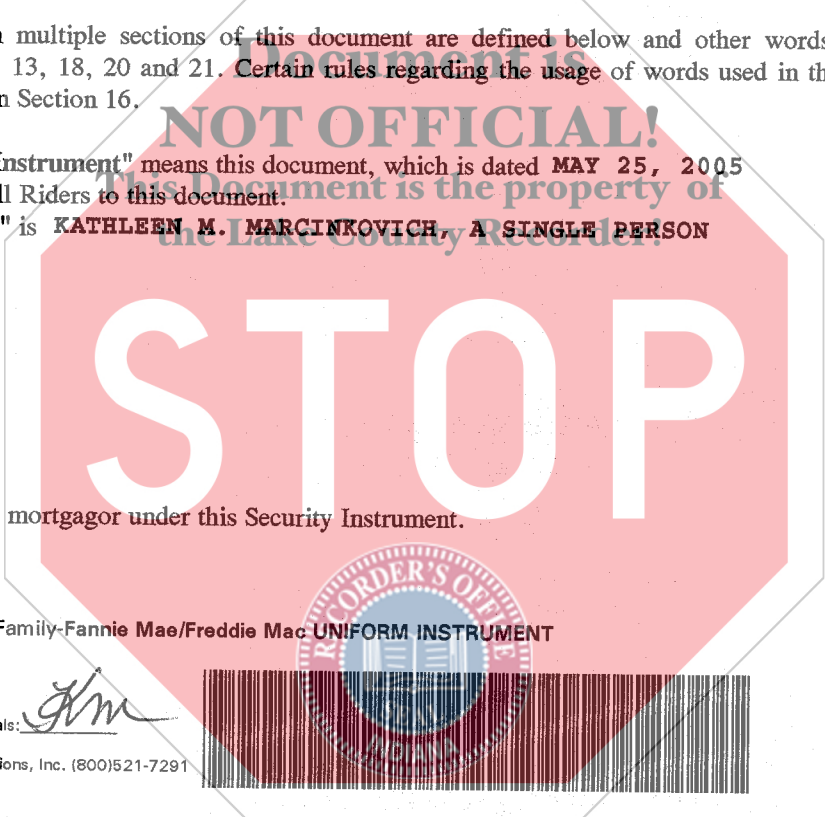 multiple sections of this document are defined below and other words
13, 18, 20 and 21. Certain rules regarding the usage of words used in th
n Section 16.
Document is
NOT OFFICIAL!
This Document is the property of
the Lake County Recorder!
Instrument" means this document, which is dated MAY 25, 2005
ll Riders to this document.
" is KATHLEEN M. MARCINKOVICH, A SINGLE PERSON
STOP
mortgagor under this Security Instrument.
Family-Fannie Mae/Freddie Mac UNIFORM INSTRUMENT
RECORDER'S OFFICE
SEAL
INDIANA
als: KM
ions, Inc. (800)521-7291